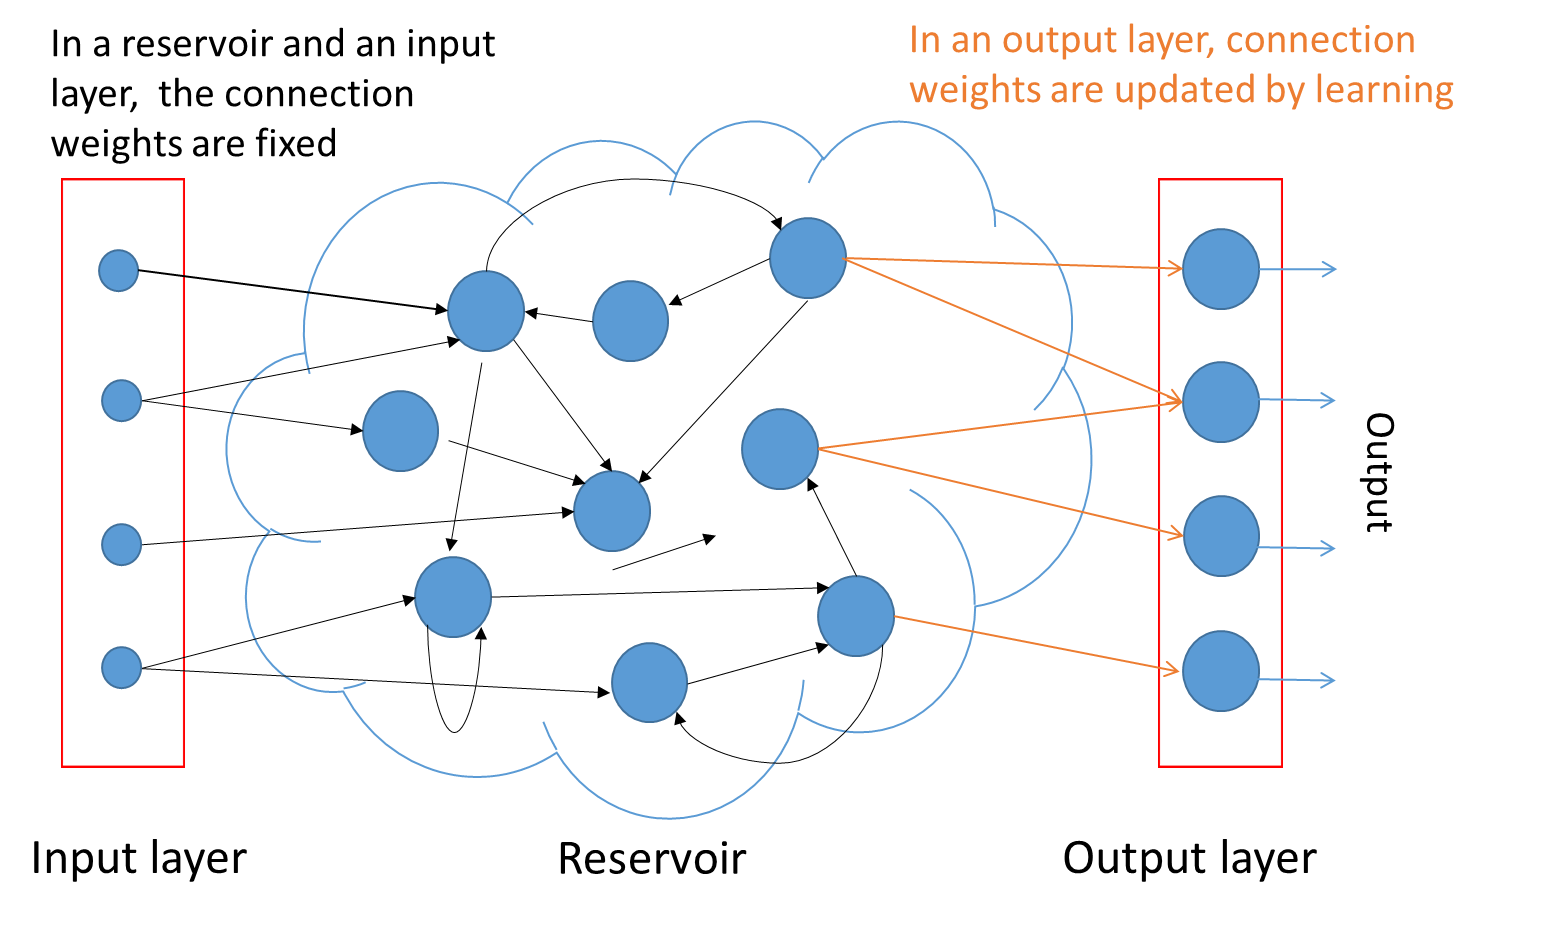 In a reservoir and an input
layer,  the connection
weights are fixed
In an output layer, connection
weights are updated by learning
Output
Input layer
Reservoir
Output layer